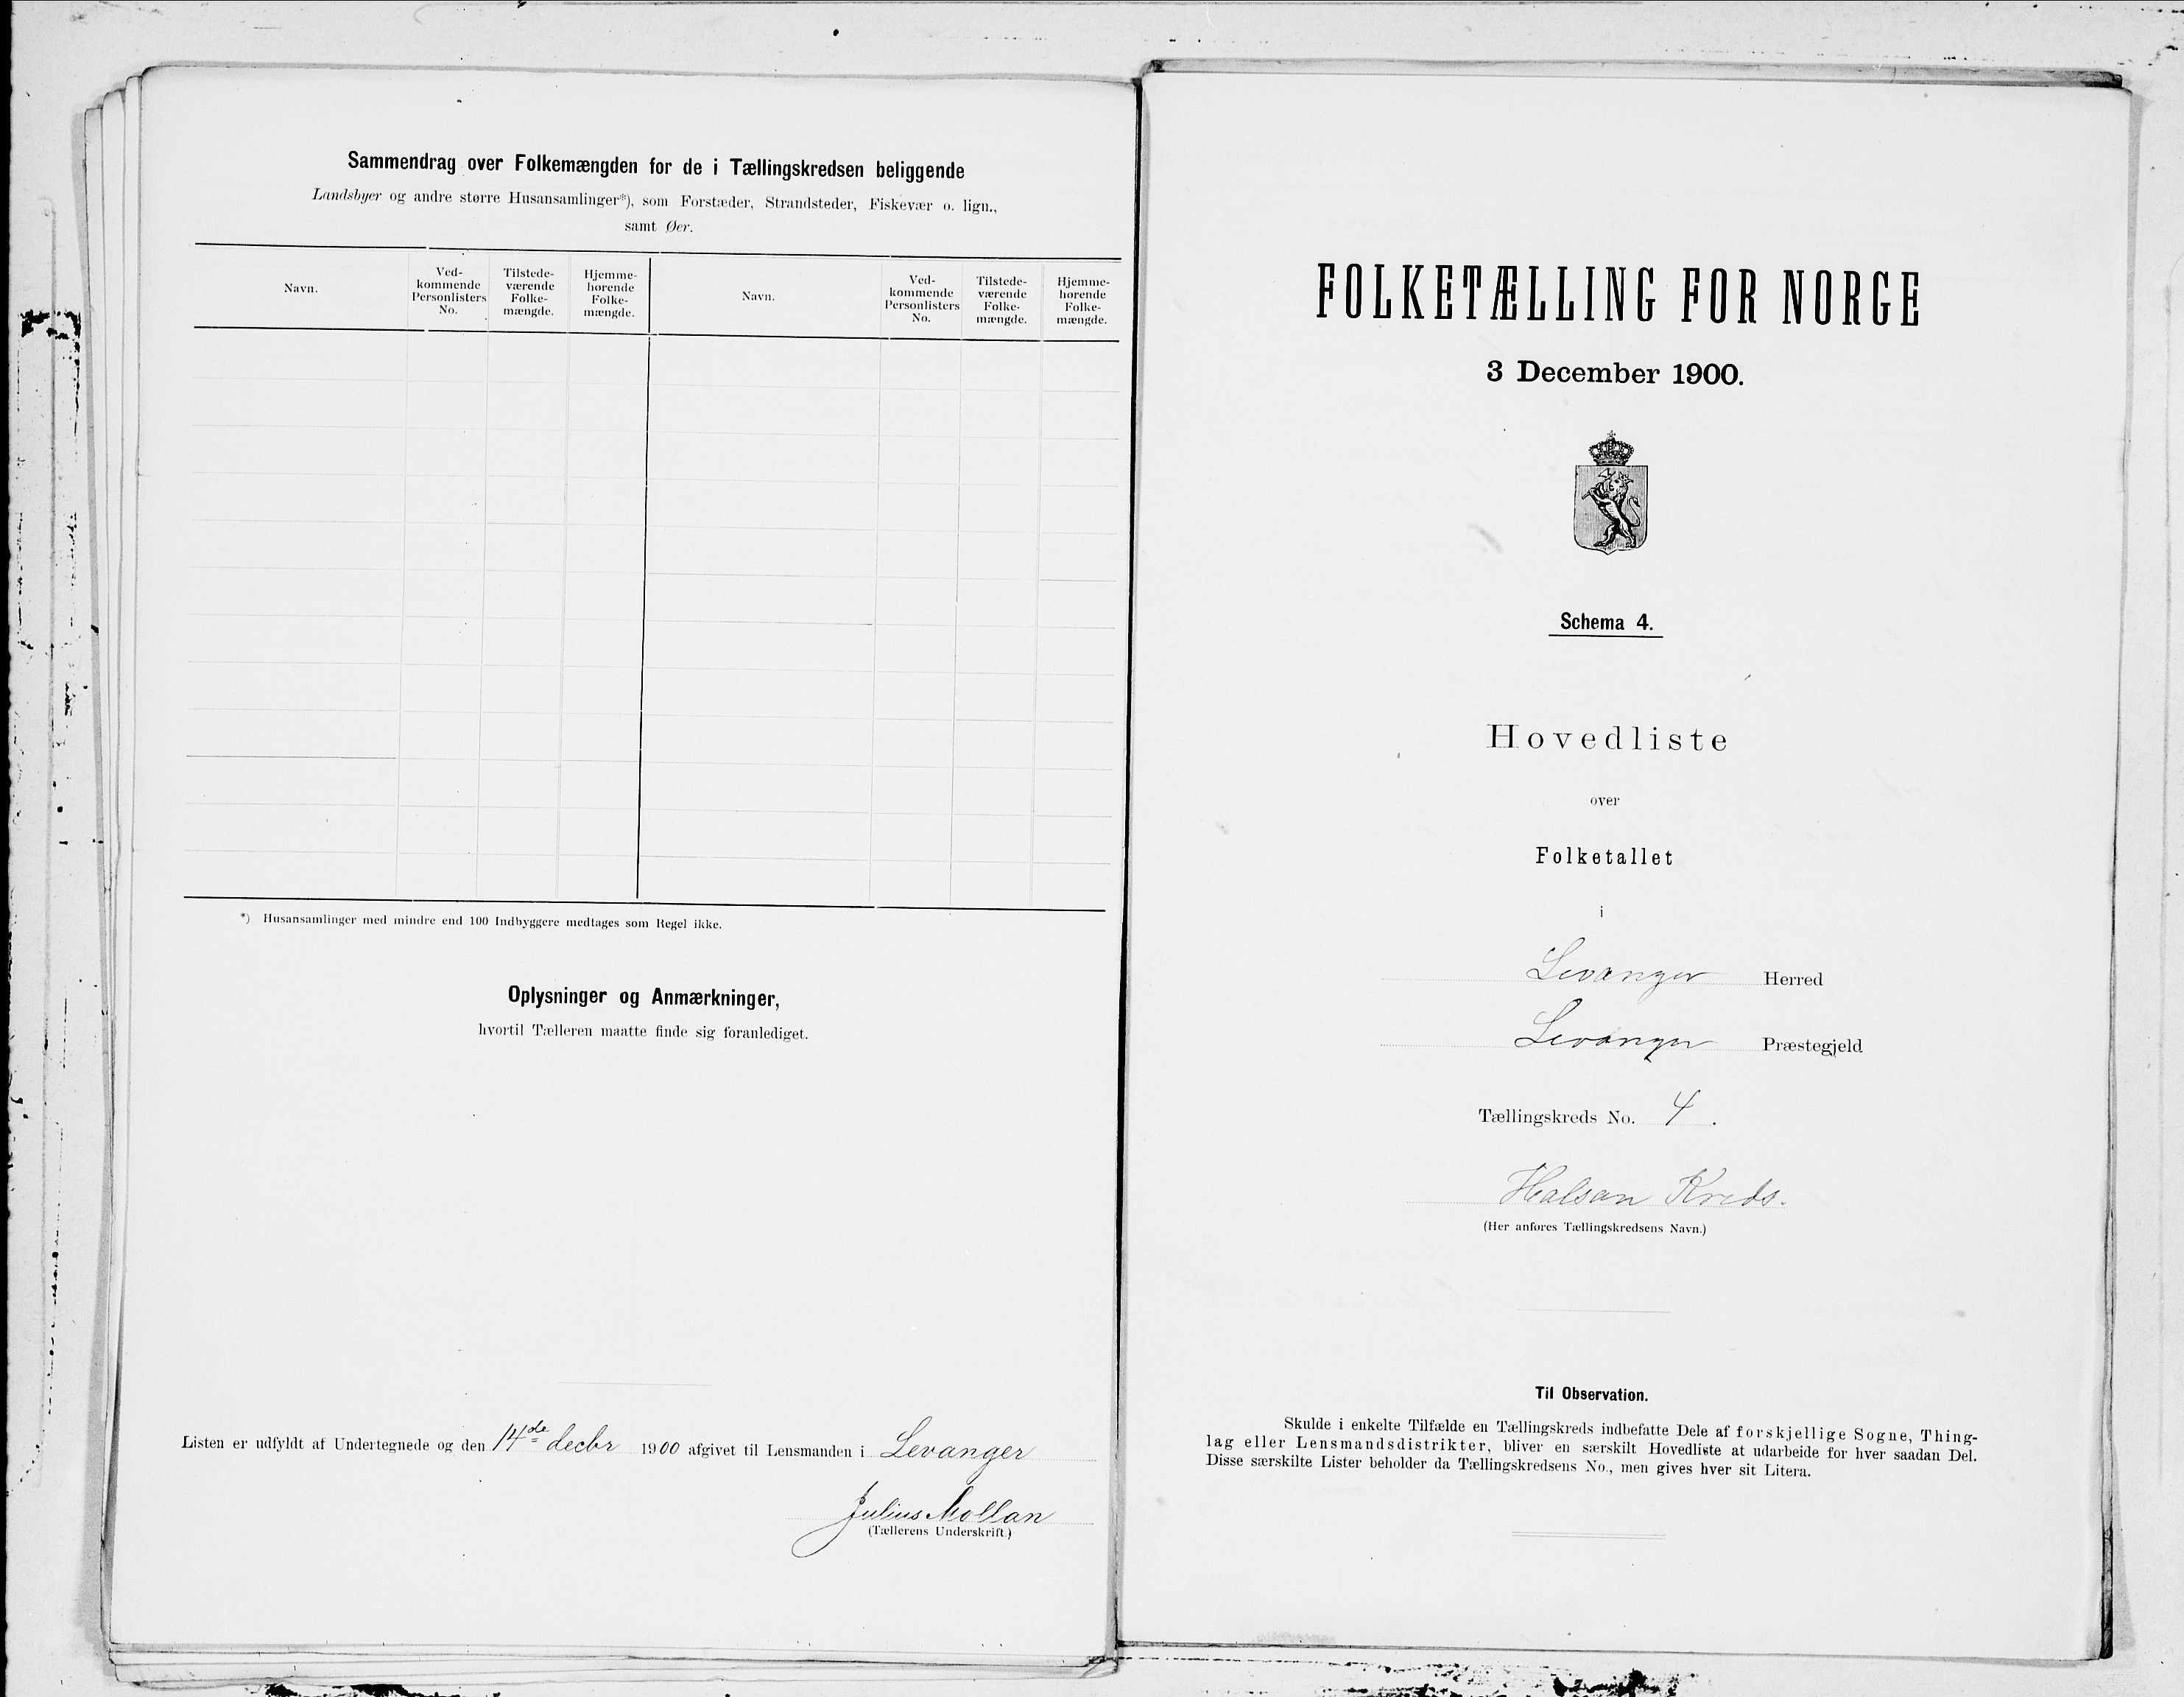 Sammendrag over Folkemængden for de i Tællingskredsen beliggende
Landsbyer og andre større Husansamlinger*), som Forstæder, Strandsteder, Fiskevær o. lign.,
samt Øer.
Navn.
Ved-
kommende
Personlisters
No.
Tilstede-
værende
Folke-
mængde.
Hjemme-
hørende
Folke-
mængde.
Navn.
Ved-
kommende
Personlisters
No.
Tilstede-
værende
Folke-
mængde.
Hjemme-
hørende
Folke-
mængde.
*) Husansamlinger med mindre end 100 Indbyggere medtages som Regel ikke.
Oplysninger og Anmærkninger,
hvortil Tælleren maatte finde sig foranlediget.
Listen er udfyldt af Undertegnede og den 14de decbr 1900 afgivet til Lensmanden i Levanger
Julius Mollan
(Tællerens Underskrift.)
FOLKETÆLLING FOR NORGE
3 December 1900.
Schema 4.
Hovedliste
over
Folketallet
i
Levanger Herred
Levanger Præstegjeld
Tællingskreds No. 4.
Halsan Kreds.
(Her anføres Tællingskredsens Navn.)
Til Observation.
Skulde i enkelte Tilfælde en Tællingskreds indbefatte Dele af forskjellige Sogne, Thing-
lag eller Lensmandsdistrikter, bliver en særskilt Hovedliste at udarbeide for hver saadan Del.
Disse særskilte Lister beholder da Tællingskredsens No., men gives hver sit Litera.